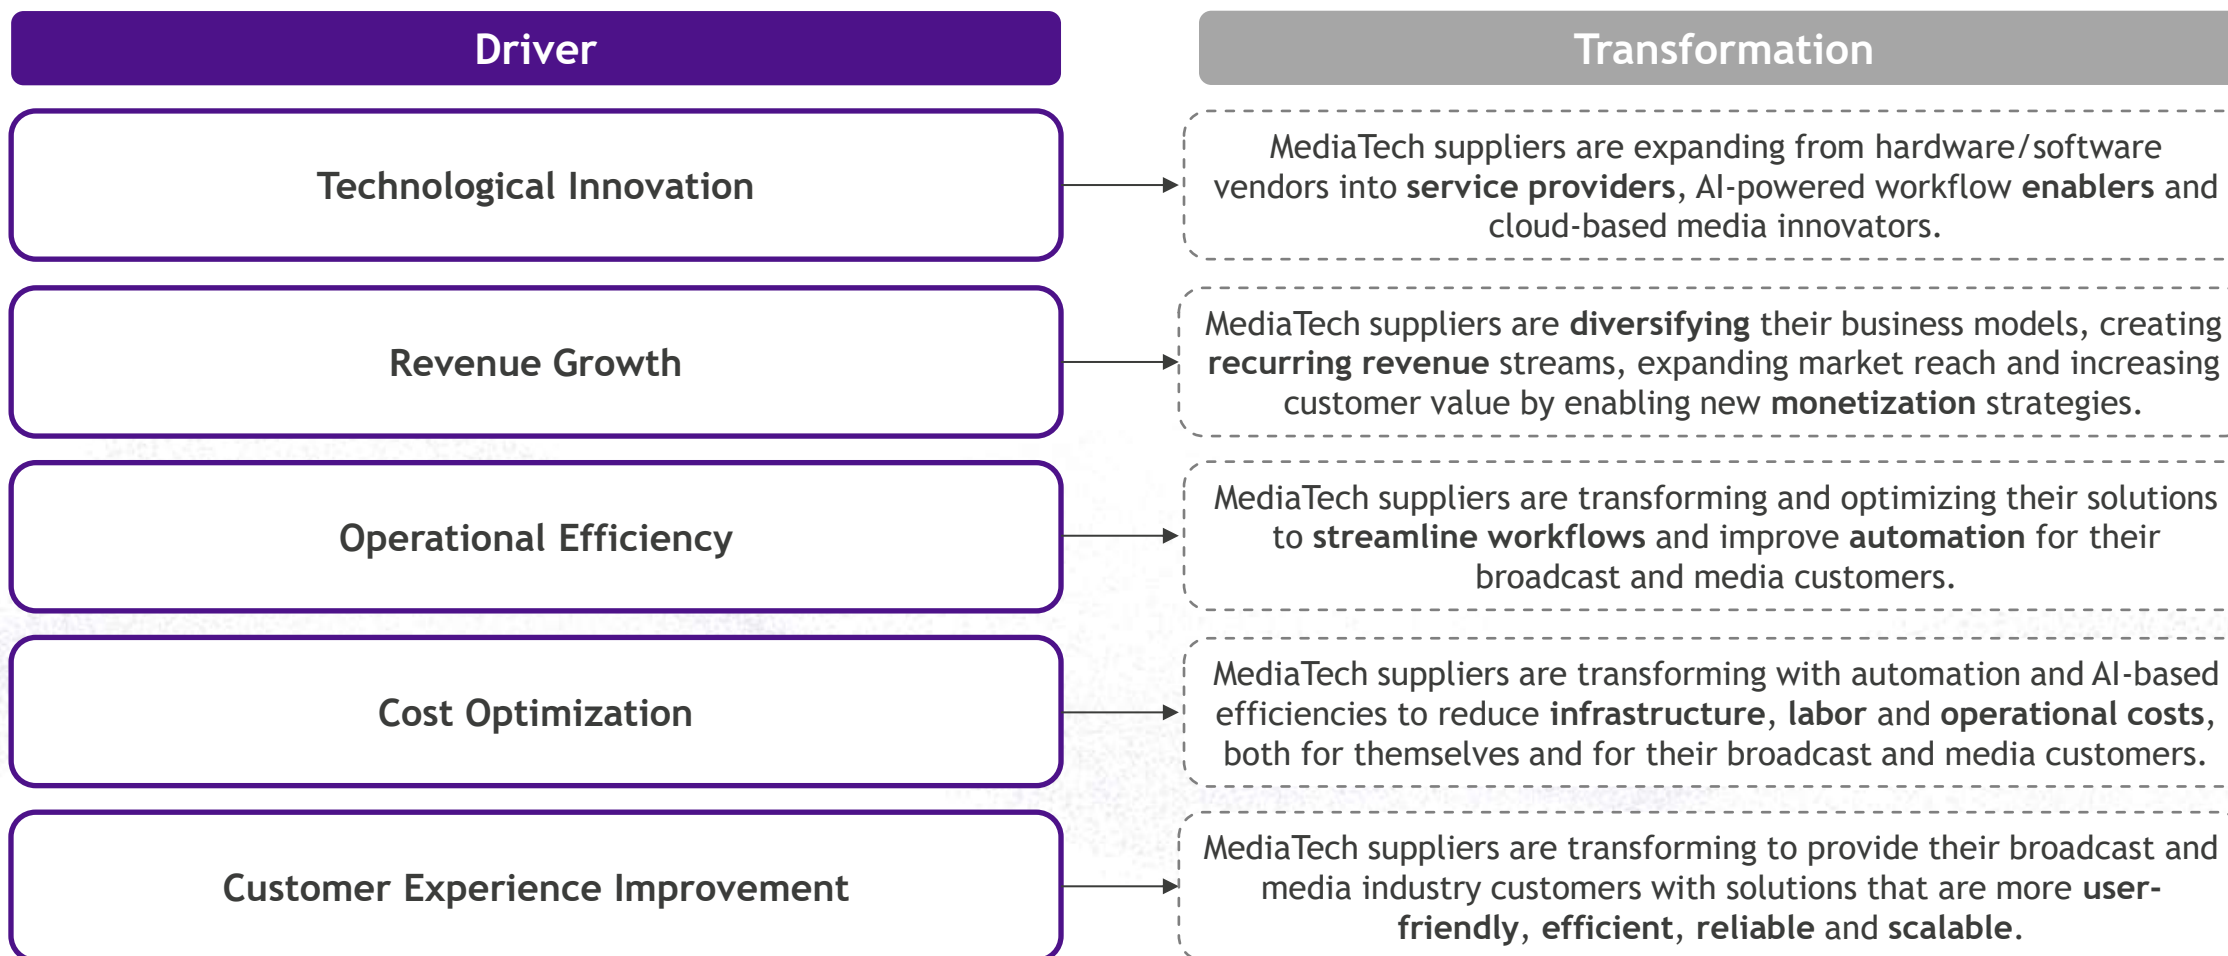 Driver
Transformation
Technological Innovation
MediaTech suppliers are expanding from hardware/software
vendors into service providers, AI-powered workflow enablers and
cloud-based media innovators.
Revenue Growth
MediaTech suppliers are diversifying their business models, creating
recurring revenue streams, expanding market reach and increasing
customer value by enabling new monetization strategies.
Operational Efficiency
MediaTech suppliers are transforming and optimizing their solutions
to streamline workflows and improve automation for their
broadcast and media customers.
Cost Optimization
MediaTech suppliers are transforming with automation and AI-based
efficiencies to reduce infrastructure, labor and operational costs,
both for themselves and for their broadcast and media customers.
Customer Experience Improvement
MediaTech suppliers are transforming to provide their broadcast and
media industry customers with solutions that are more user-
friendly, efficient, reliable and scalable.